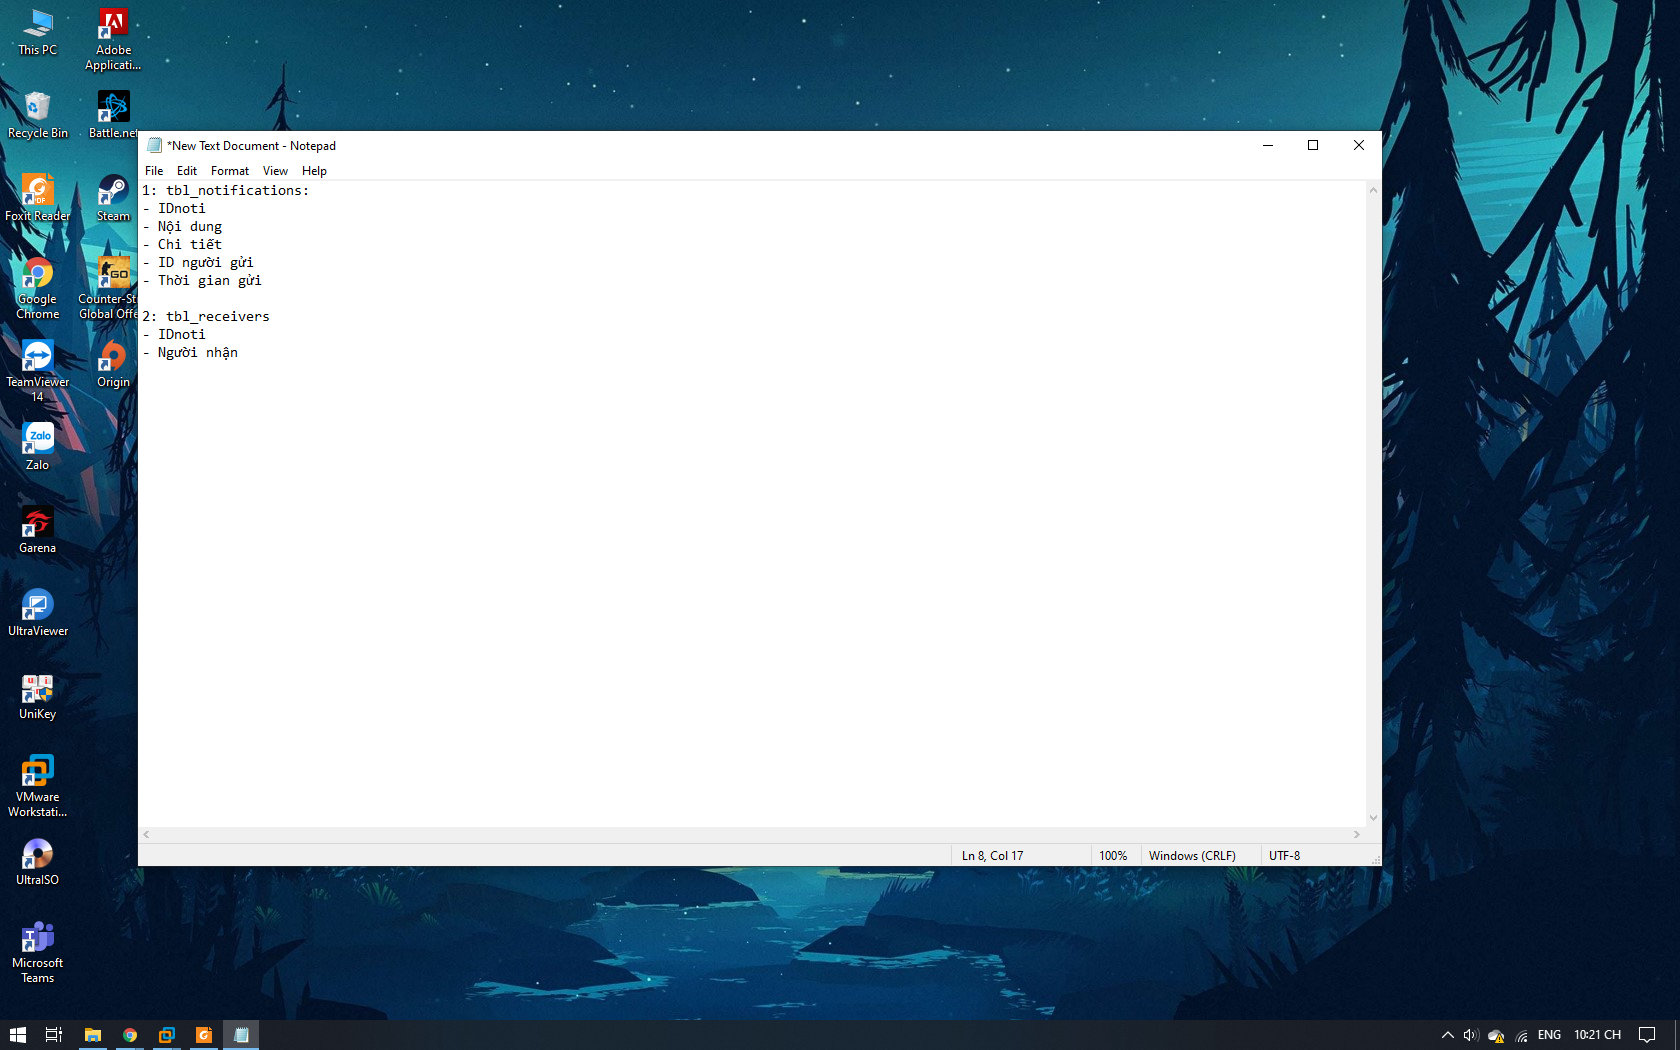 This PC
Adobe
Applicati...
Recycle Bin
Battle.net
Foxit Reader
Steam
Google
Chrome
Counter-St
Global Offe
TeamViewer
14
Origin
Zalo
Garena
UltraViewer
UniKey
VMware
Workstati...
UltraISO
Microsoft
Teams
*New Text Document - Notepad
File Edit Format View Help
1: tbl_notifications:
- IDnoti
- Nội dung
- Chi tiết
- ID người gửi
- Thời gian gửi
2: tbl_receivers
- IDnoti
- Người nhận
Ln 8, Col 17 100% Windows (CRLF) UTF-8
ENG 10:21 CH